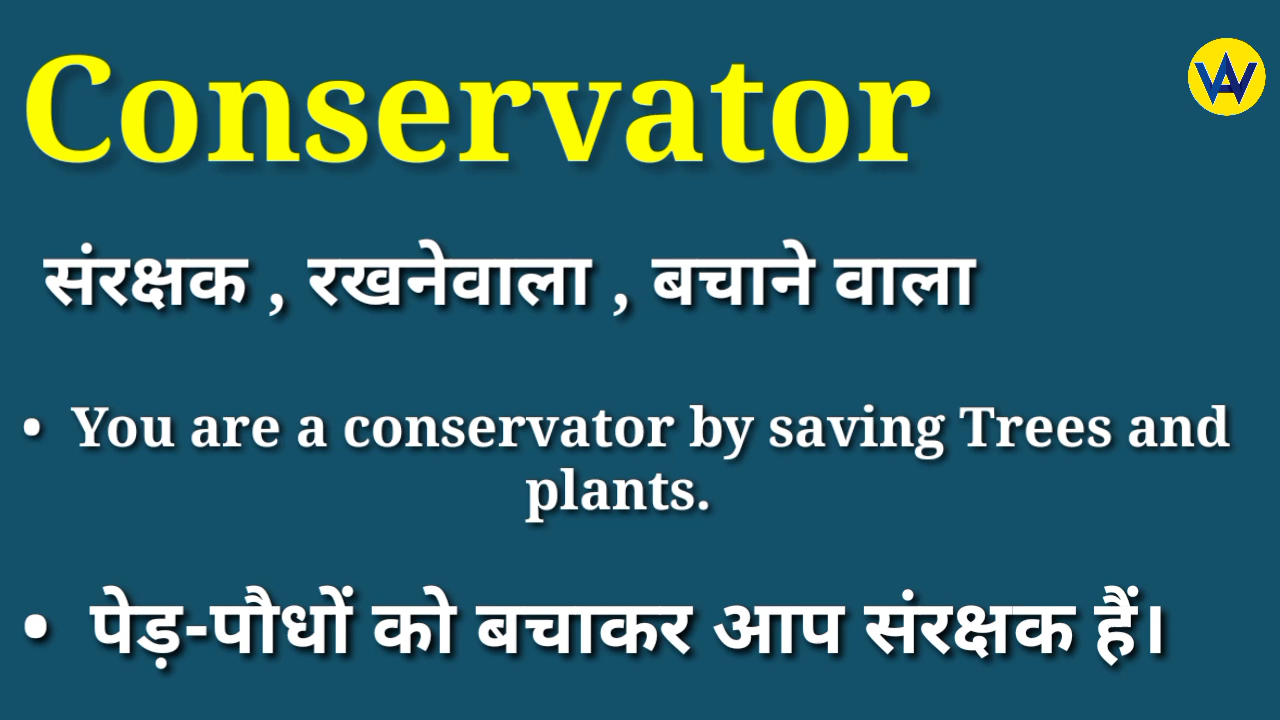 Conservator
संरक्षक , रखनेवाला , बचाने वाला
• You are a conservator by saving Trees and
plants.
• पेड़-पौधों को बचाकर आप संरक्षक हैं।